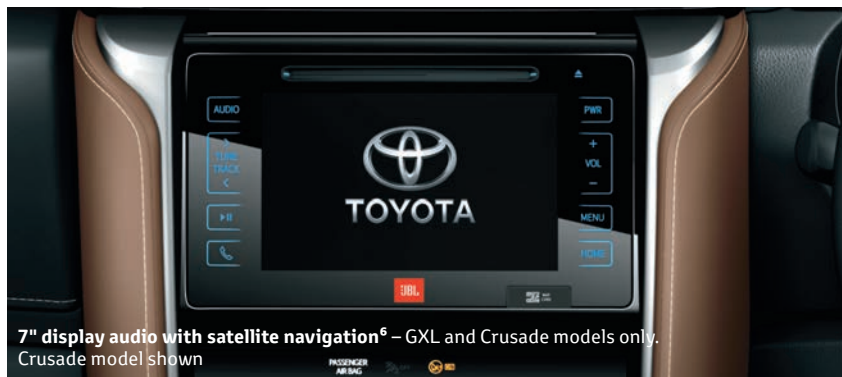 AUDIO
PWR
TUNE
TRACK
VOL
MENU
HOME
TOYOTA
JBL
7" display audio with satellite navigation⁶ – GXL and Crusade models only.
Crusade model shown
PASSENGER
AIR BAG